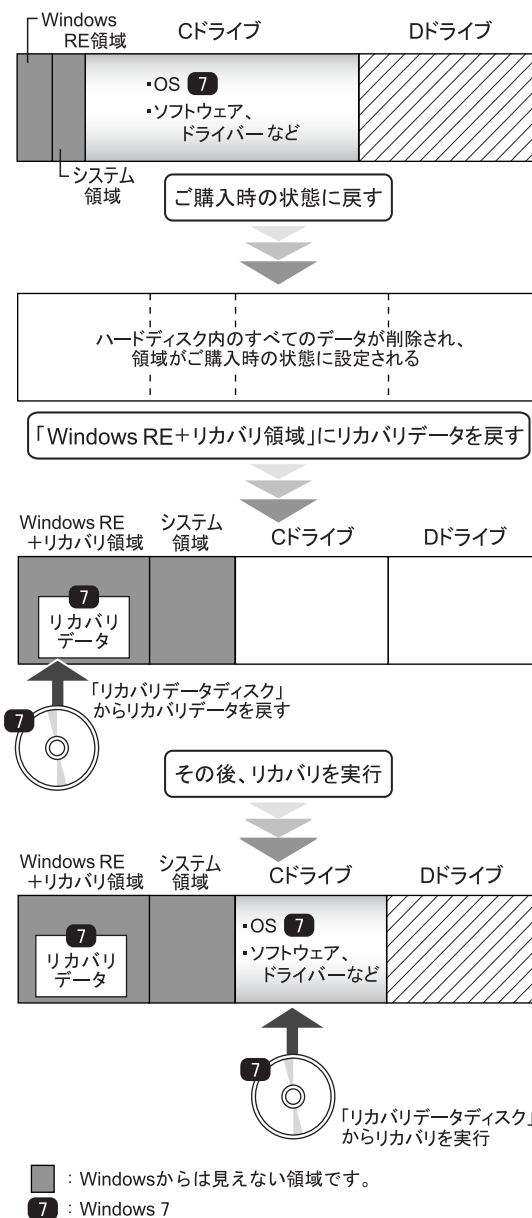 Windows
RE領域
Cドライブ
Dドライブ
・OS 7
・ソフトウェア、
ドライバーなど
システム
領域
ご購入時の状態に戻す
ハードディスク内のすべてのデータが削除され、
領域がご購入時の状態に設定される
「Windows RE+リカバリ領域」にリカバリデータを戻す
Windows RE
+リカバリ領域
システム
領域
Cドライブ
Dドライブ
7
リカバリ
データ
「リカバリデータディスク」
からリカバリデータを戻す
7
その後、リカバリを実行
Windows RE
+リカバリ領域
システム
領域
Cドライブ
Dドライブ
7
リカバリ
データ
・OS 7
・ソフトウェア、
ドライバーなど
7
「リカバリデータディスク」
からリカバリを実行
：Windowsからは見えない領域です。
7：Windows 7